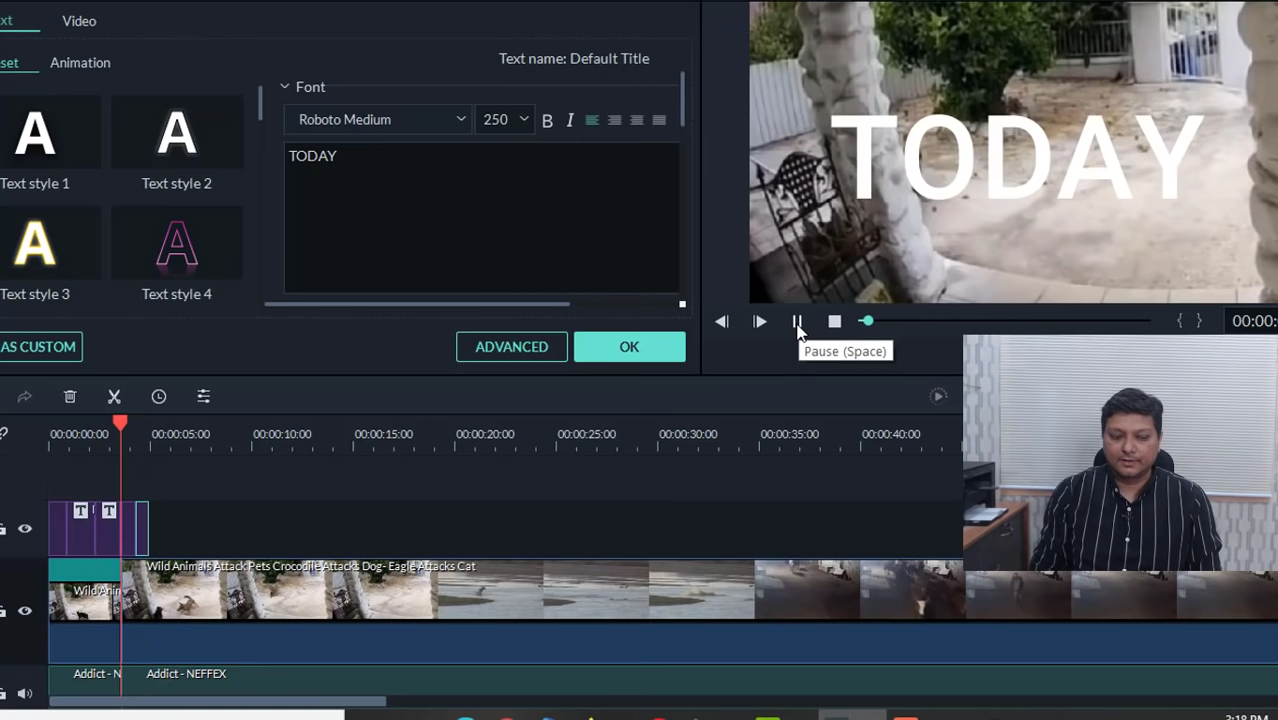 xt Video
set Animation
Text name: Default Title
Font
Roboto Medium 250 B I
TODAY
A A
Text style 1 Text style 2
A A
Text style 3 Text style 4
AS CUSTOM ADVANCED OK
TODAY
{ } 00:00:
Pause (Space)
00:00:00:00 00:00:05:00 00:00:10:00 00:00:15:00 00:00:20:00 00:00:25:00 00:00:30:00 00:00:35:00 00:00:40:00
T T
Wild Anim Wild Animals Attack Pets Crocodile Attacks Dog- Eagle Attacks Cat
Addict - N Addict - NEFFEX
3:18 PM